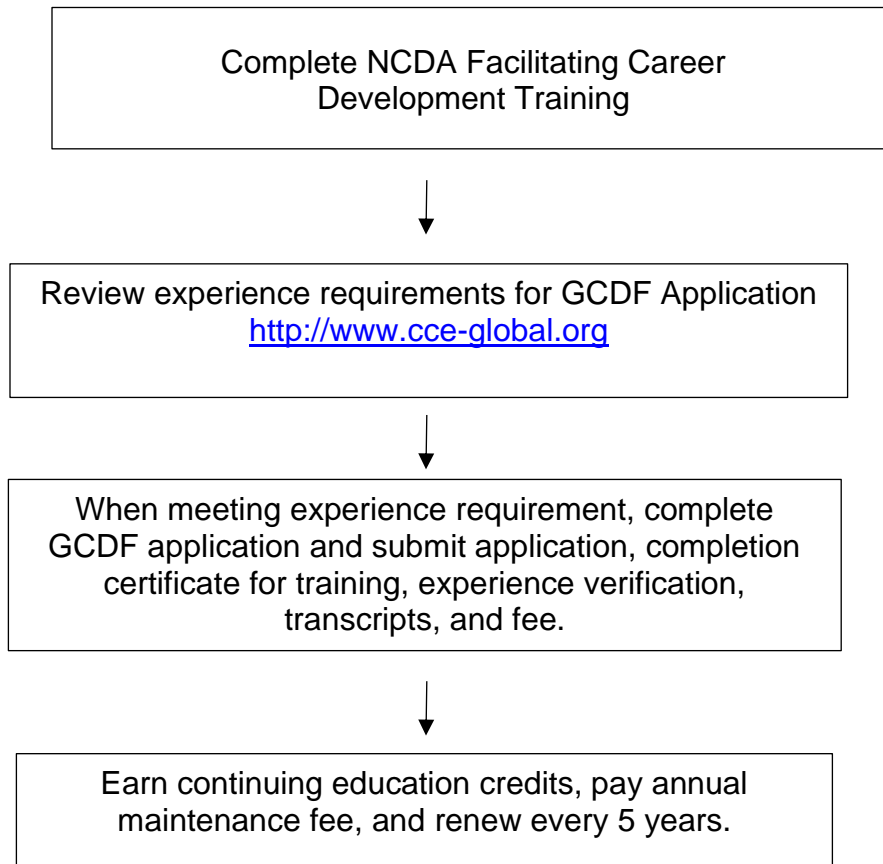 Complete NCDA Facilitating Career
Development Training
Review experience requirements for GCDF Application
http://www.cce-global.org
When meeting experience requirement, complete
GCDF application and submit application, completion
certificate for training, experience verification,
transcripts, and fee.
Earn continuing education credits, pay annual
maintenance fee, and renew every 5 years.